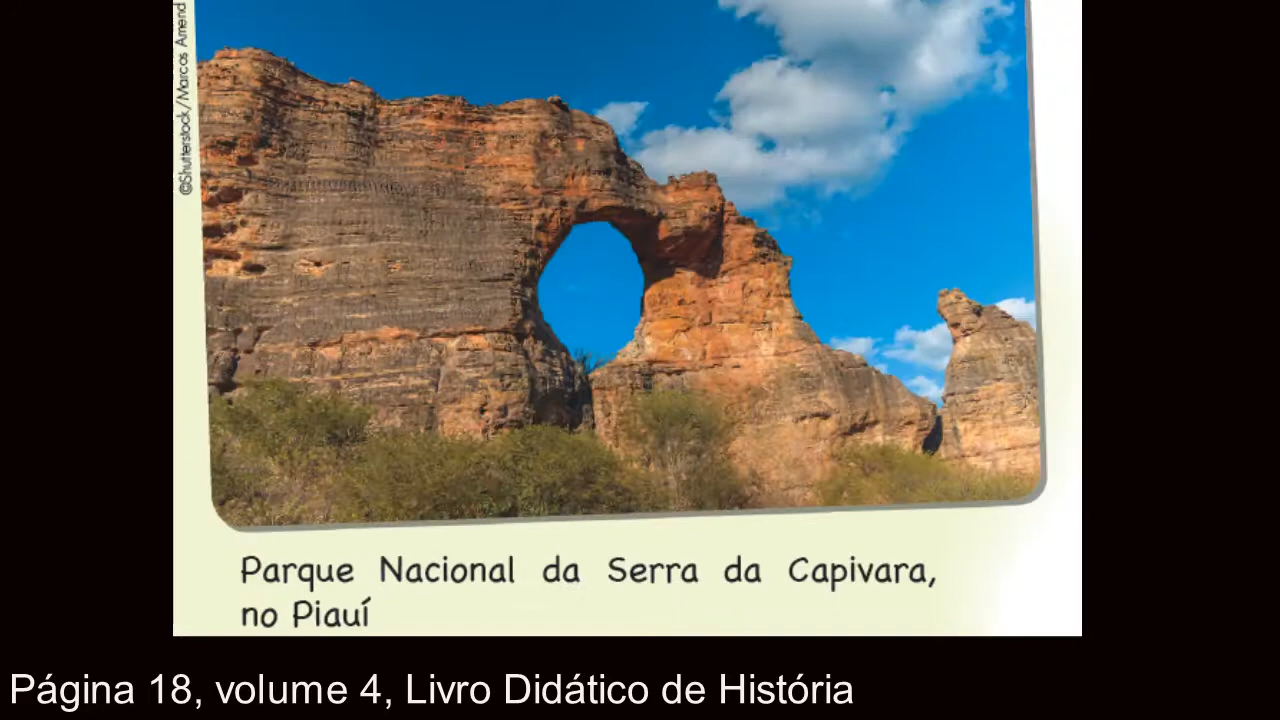 ©Shutterstock/Marcos Amend
Parque Nacional da Serra da Capivara,
no Piauí
Página 18, volume 4, Livro Didático de História